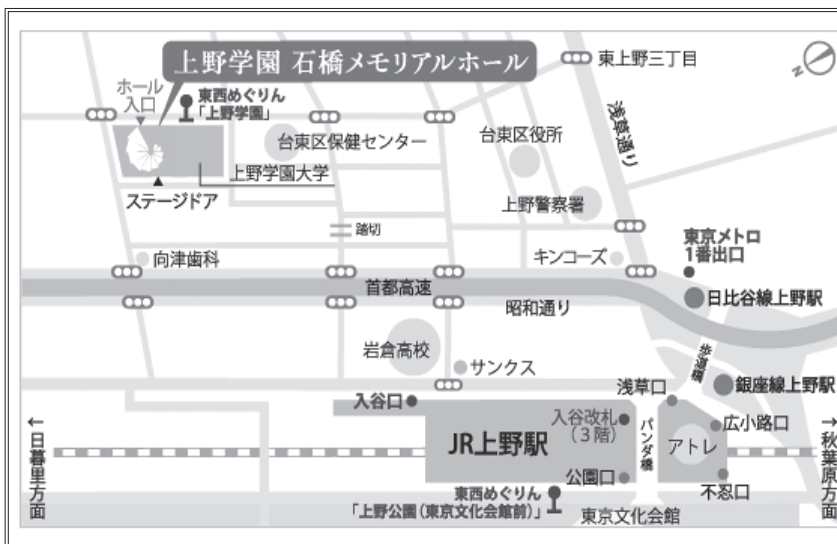 上野学園 石橋メモリアルホール
東上野三丁目
N
ホール
入口
東西めぐりん
「上野学園」
浅草通り
台東区保健センター
台東区役所
上野学園大学
ステージドア
上野警察署
踏切
向津歯科
キンコーズ
東京メトロ
1番出口
首都高速
昭和通り
日比谷線上野駅
岩倉高校
サンクス
歩道橋
浅草口
銀座線上野駅
入谷口
入谷改札
(3階)
広小路口
←日暮里方面
JR上野駅
パンダ橋
アトレ
→秋葉原方面
公園口
不忍口
東西めぐりん
「上野公園(東京文化会館前)」
東京文化会館